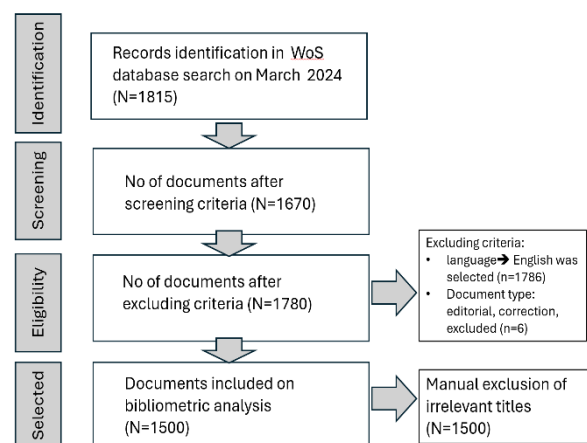 Identification
Records identification in WoS
database search on March 2024
(N=1815)
Screening
No of documents after
screening criteria (N=1670)
Eligibility
No of documents after
excluding criteria (N=1780)
Excluding criteria:
• language→ English was
selected (n=1786)
• Document type:
editorial, correction,
excluded (n=6)
Selected
Documents included on
bibliometric analysis
(N=1500)
Manual exclusion of
irrelevant titles
(N=1500)